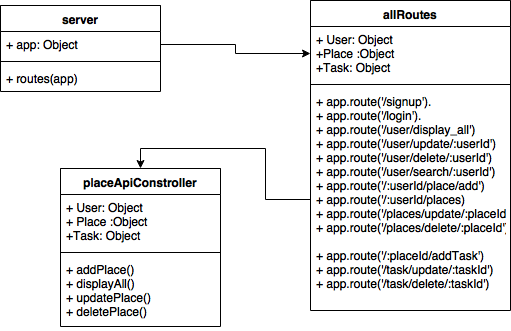 server
+ app: Object
+ routes(app)
allRoutes
+ User: Object
+Place :Object
+Task: Object
+ app.route('/signup').
+ app.route('/login').
+ app.route('/user/display_all')
+ app.route('/user/update/:userId')
+ app.route('/user/delete/:userId')
+ app.route('/user/search/:userId')
+ app.route('/:userId/place/add')
+ app.route('/:userId/places)
+ app.route('/places/update/:placeId
+ app.route('/places/delete/:placeId'
+ app.route('/:placeId/addTask')
+ app.route('/task/update/:taskId')
+ app.route('/task/delete/:taskId')
placeApiConstroller
+ User: Object
+ Place :Object
+Task: Object
+ addPlace()
+ displayAll()
+ updatePlace()
+ deletePlace()